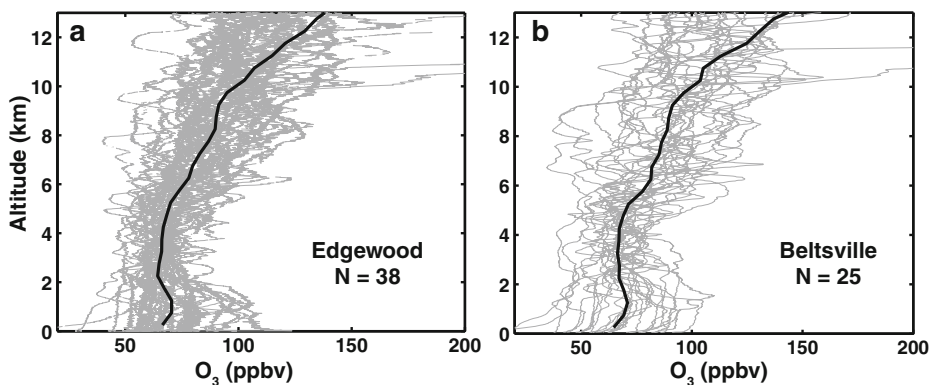 a
b
12
10
8
6
4
2
0
Altitude (km)
Edgewood
N = 38
50
100
150
200
O₃ (ppbv)
12
10
8
6
4
2
0
Beltsville
N = 25
50
100
150
200
O₃ (ppbv)